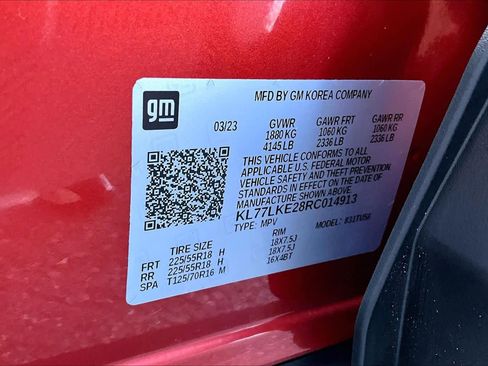 MFD BY GM KOREA COMPANY
gm
03/23 GVWR GAWR FRT GAWR RR
1880 KG 1060 KG 1060 KG
4145 LB 2336 LB 2336 LB
THIS VEHICLE CONFORMS TO ALL
APPLICABLE U.S. FEDERAL MOTOR
VEHICLE SAFETY AND THEFT PREVENTION
STANDARDS IN EFFECT ON THE DATE OF
MANUFACTURE SHOWN ABOVE.
KL77LKE28RC014913
TYPE: MPV MODEL:
TIRE SIZE RIM
FRT 225/55R18 H 18X7.5J
RR 225/55R18 H 18X7.5J
SPA T125/70R16 M 16X4BT